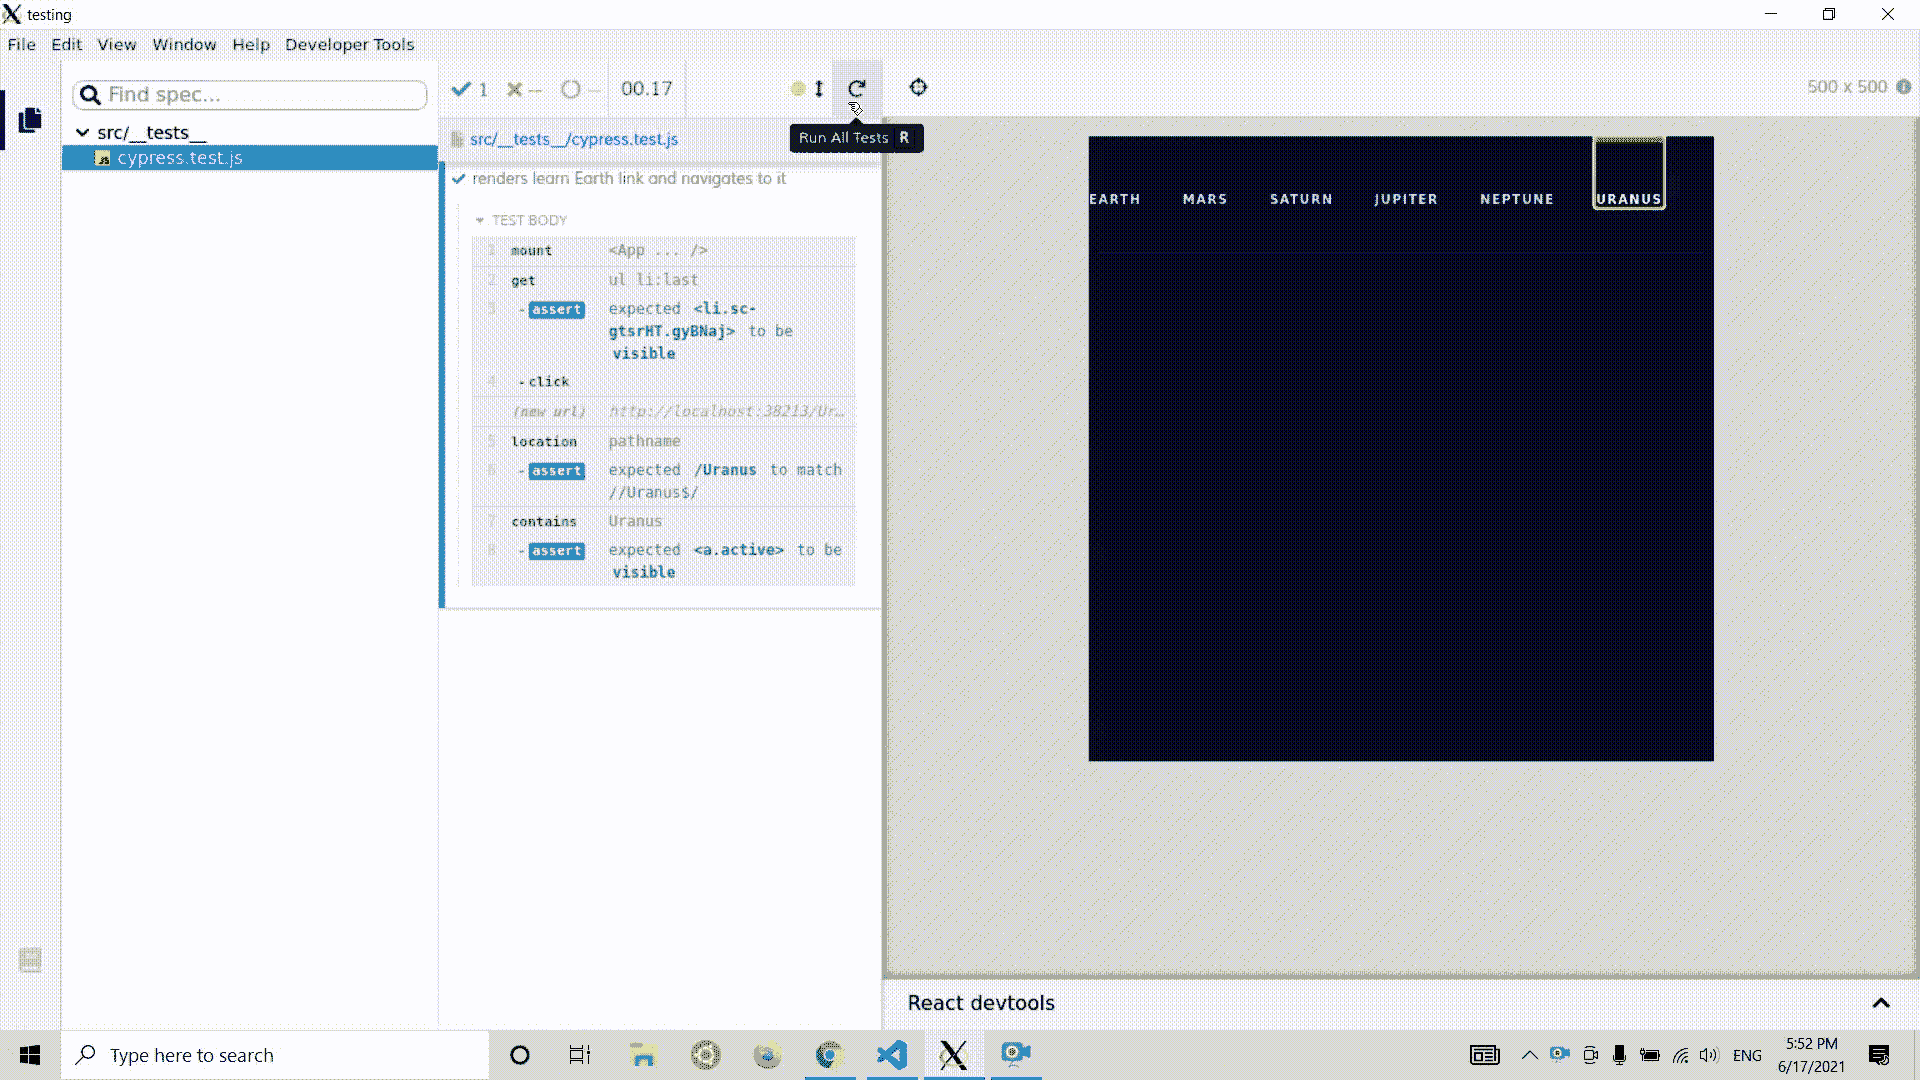 testing
File Edit View Window Help Developer Tools
Find spec...
src/__tests__
cypress.test.js
1 -- -- 00.17
Run All Tests R
src/__tests__/cypress.test.js
renders learn Earth link and navigates to it
TEST BODY
1 mount <App ... />
2 get ul li:last
3 -assert expected <li.sc-
gtsrHT.gyBNaj> to be
visible
4 -click
(new url) http://localhost:38213/Ur…
5 location pathname
6 -assert expected /Uranus to match
//Uranus$/
7 contains Uranus
8 -assert expected <a.active> to be
visible
500 x 500
EARTH MARS SATURN JUPITER NEPTUNE URANUS
React devtools
Type here to search
ENG
5:52 PM
6/17/2021